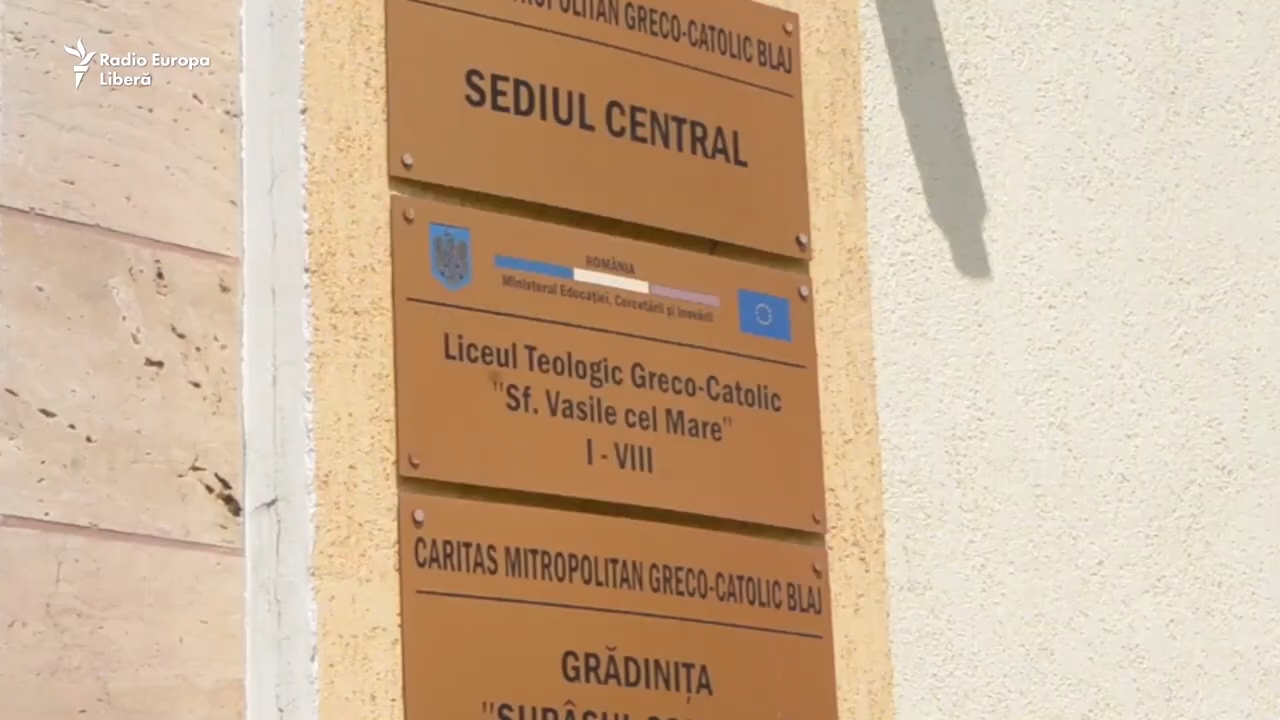 Radio Europa
Liberă
GRECO-CATOLIC BLAJ
SEDIUL CENTRAL
ROMÂNIA
Ministerul Educației, Cercetării și Inovării
Liceul Teologic Greco-Catolic
"Sf. Vasile cel Mare"
I - VIII
CARITAS MITROPOLITAN GRECO-CATOLIC BLAJ
GRĂDINIȚA